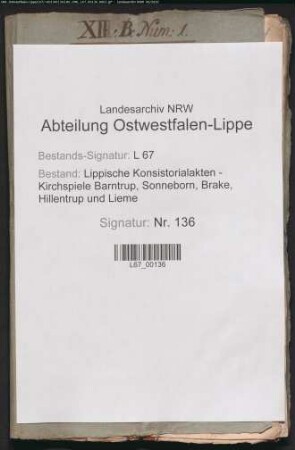 XII. B. Num. 1.
Landesarchiv NRW
Abteilung Ostwestfalen-Lippe
Bestands-Signatur: L 67
Bestand: Lippische Konsistorialakten -
Kirchspiele Barntrup, Sonneborn, Brake,
Hillentrup und Lieme
Signatur: Nr. 136
L67_00136